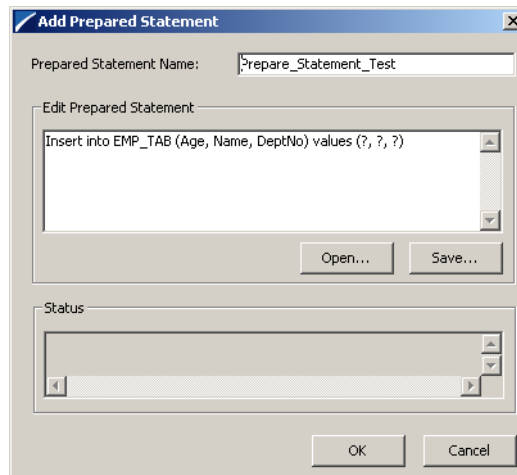 Add Prepared Statement
Prepared Statement Name: Prepare_Statement_Test
Edit Prepared Statement
Insert into EMP_TAB (Age, Name, DeptNo) values (?, ?, ?)
Open... Save...
Status
OK Cancel